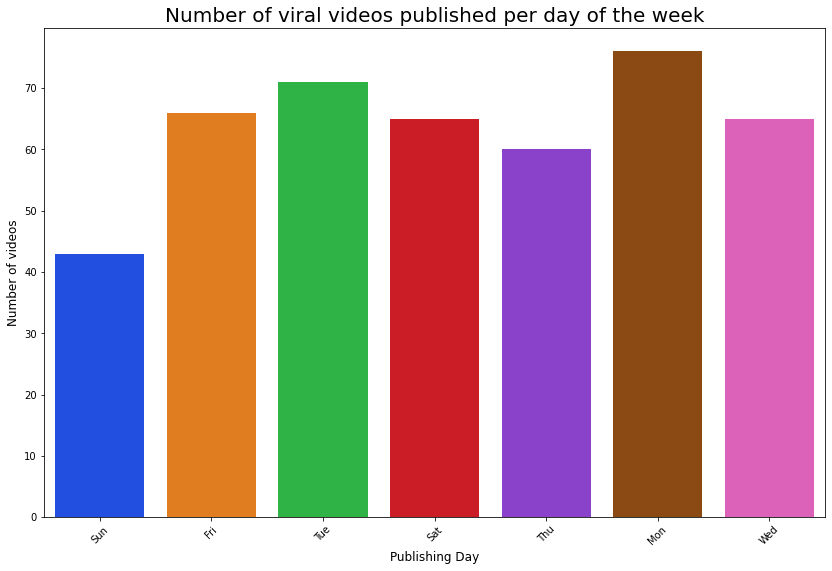 Number of viral videos published per day of the week
Number of videos
70
60
50
40
30
20
10
0
Sun
Fri
Tue
Sat
Thu
Mon
Wed
Publishing Day